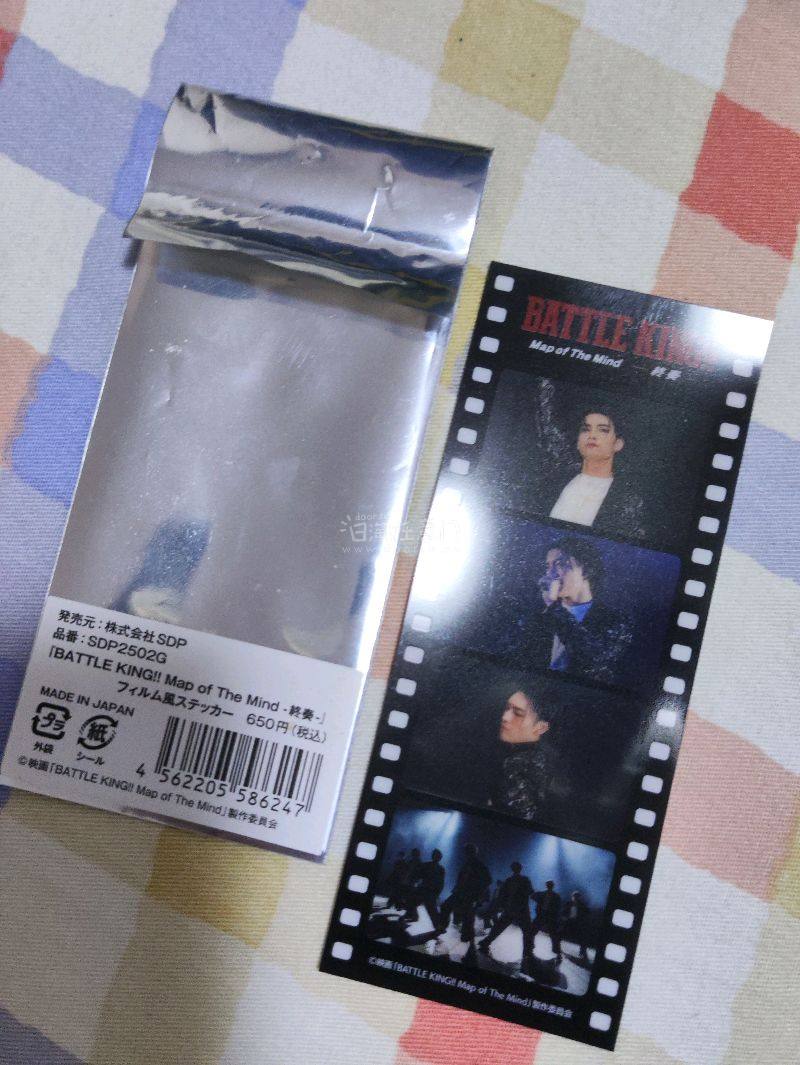 発売元：株式会社SDP
品番：SDP2502G
「BATTLE KING!! Map of The Mind -終奏-」
フィルム風ステッカー 650円(税込)
MADE IN JAPAN
プラ
外袋
紙
シール
4 562205 586247
©映画「BATTLE KING!! Map of The Mind」製作委員会
BATTLE KING
Map of The Mind ―終奏
©映画「BATTLE KING!! Map of The Mind」製作委員会